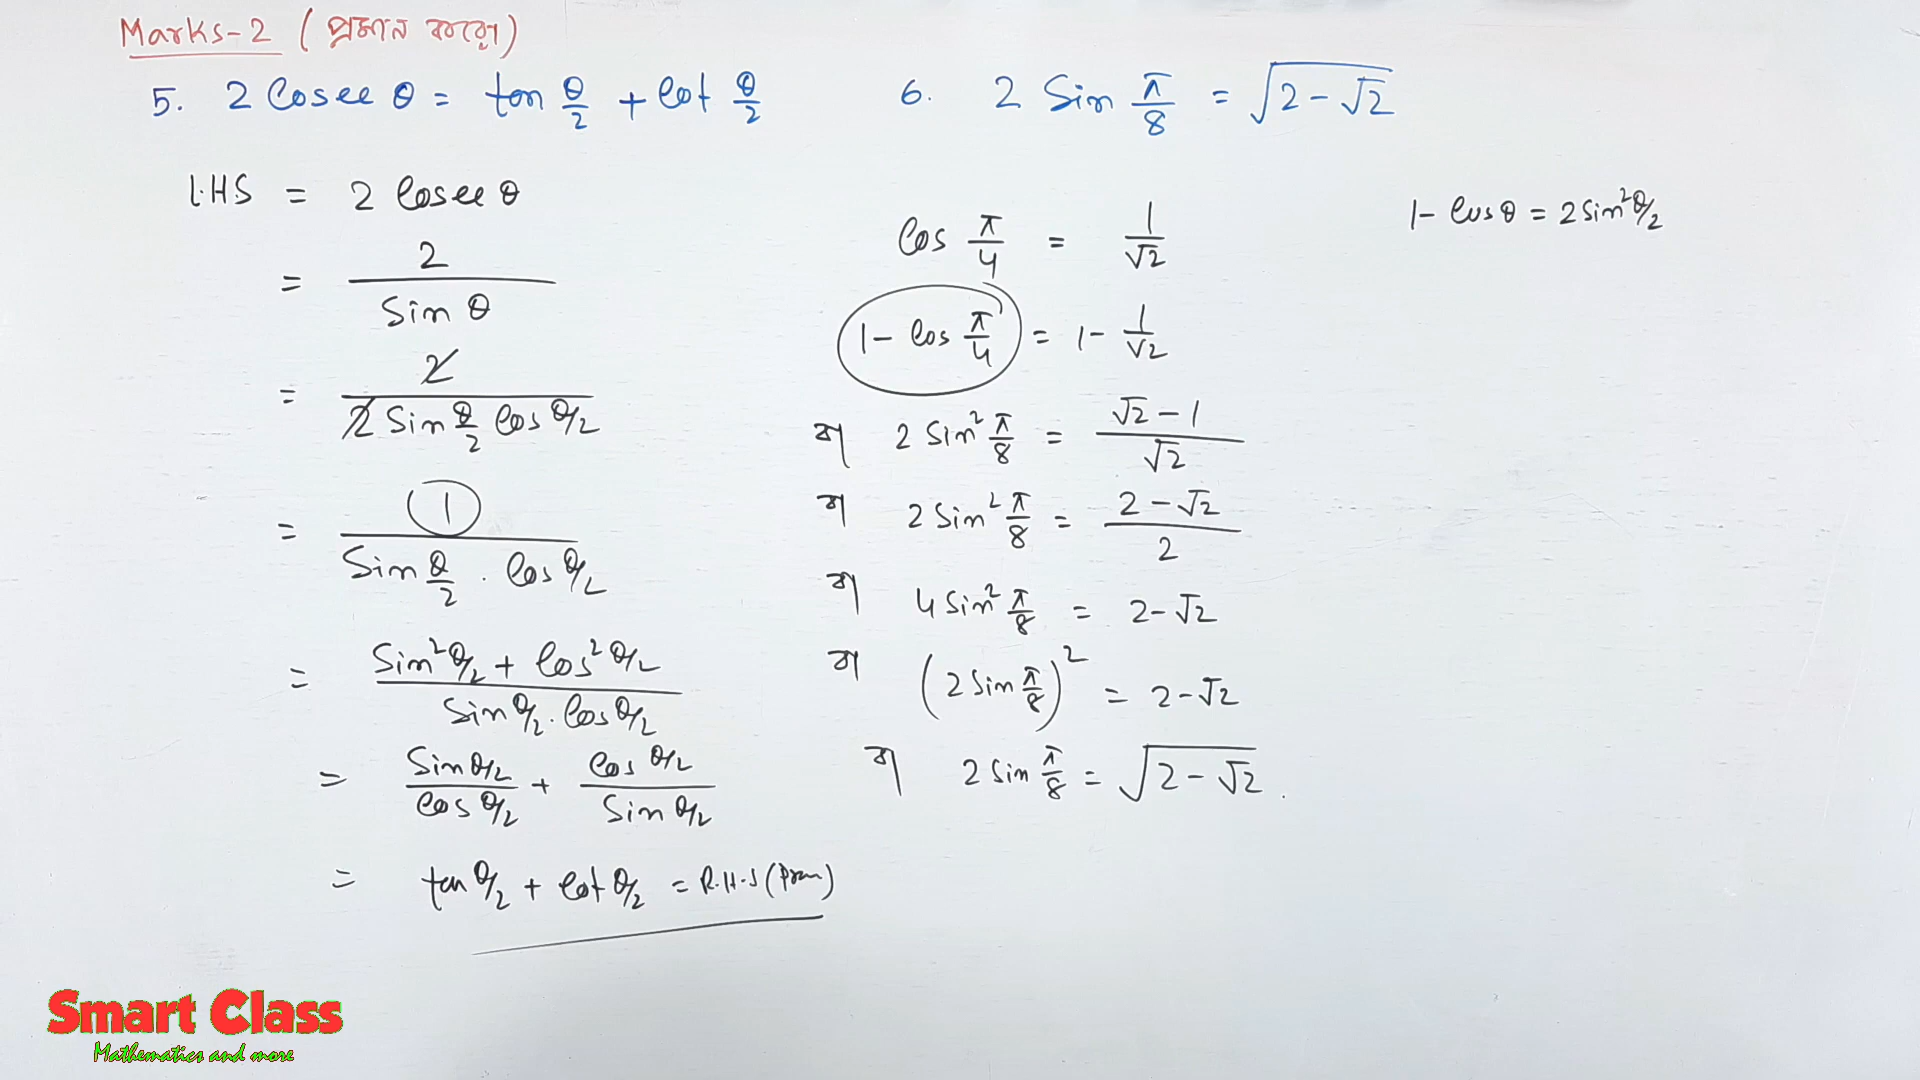 Marks-2 (প্রমান করো)
5. 2 Cosec θ = tan θ/2 + Cot θ/2
L.H.S = 2 Cosec θ
= 2 / Sin θ
= 2 / 2 Sin θ/2 Cos θ/2
= 1 / Sin θ/2 . Cos θ/2
= Sin² θ/2 + Cos² θ/2 / Sin θ/2 . Cos θ/2
= Sin θ/2 / Cos θ/2 + Cos θ/2 / Sin θ/2
= tan θ/2 + Cot θ/2 = R.H.S
6. 2 Sin π/8 = √(2-√2)
Cos π/4 = 1/√2
1 - Cos π/4 = 1 - 1/√2
বা 2 Sin² π/8 = √2-1 / √2
বা 2 Sin² π/8 = 2-√2 / 2
বা 4 Sin² π/8 = 2-√2
বা (2 Sin π/8)² = 2-√2
বা 2 Sin π/8 = √(2-√2).
1 - Cos θ = 2 Sin² θ/2
Smart Class
Mathematics and more